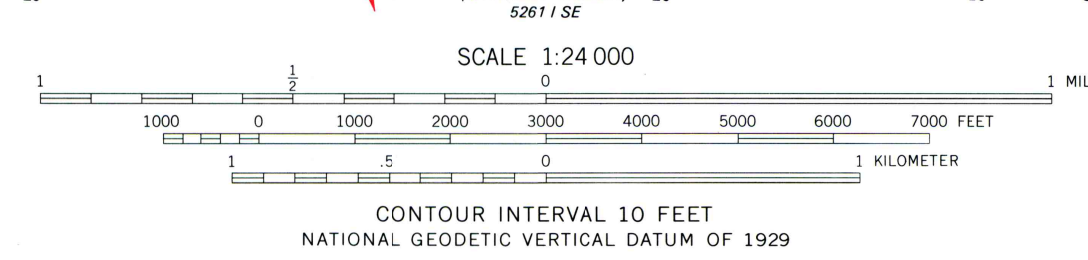 5261 I SE
SCALE 1:24 000
1 1/2 0 1 MIL
1000 0 1000 2000 3000 4000 5000 6000 7000 FEET
1 .5 0 1 KILOMETER
CONTOUR INTERVAL 10 FEET
NATIONAL GEODETIC VERTICAL DATUM OF 1929